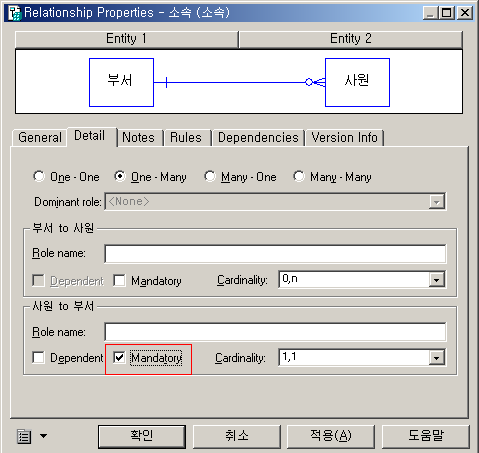 Relationship Properties - 소속 (소속)
Entity 1 Entity 2
부서 사원
General Detail Notes Rules Dependencies Version Info
One - One One - Many Many - One Many - Many
Dominant role: <None>
부서 to 사원
Role name:
Dependent Mandatory Cardinality: 0,n
사원 to 부서
Role name:
Dependent Mandatory Cardinality: 1,1
확인 취소 적용(A) 도움말